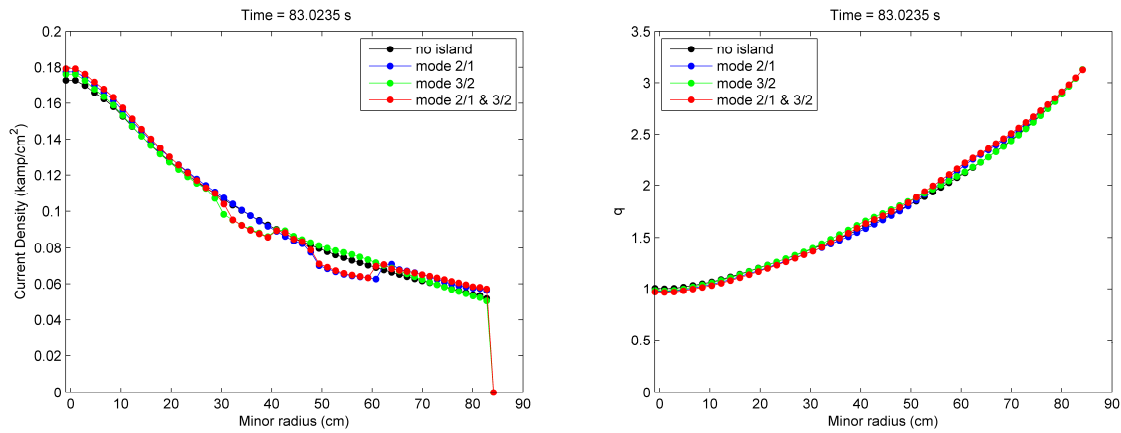 Time = 83.0235 s
0.2
0.18
0.16
0.14
0.12
0.1
0.08
0.06
0.04
0.02
0
Current Density (kamp/cm²)
no island
mode 2/1
mode 3/2
mode 2/1 & 3/2
0 10 20 30 40 50 60 70 80 90
Minor radius (cm)
Time = 83.0235 s
3.5
3
2.5
2
1.5
1
0.5
0
q
no island
mode 2/1
mode 3/2
mode 2/1 & 3/2
0 10 20 30 40 50 60 70 80 90
Minor radius (cm)